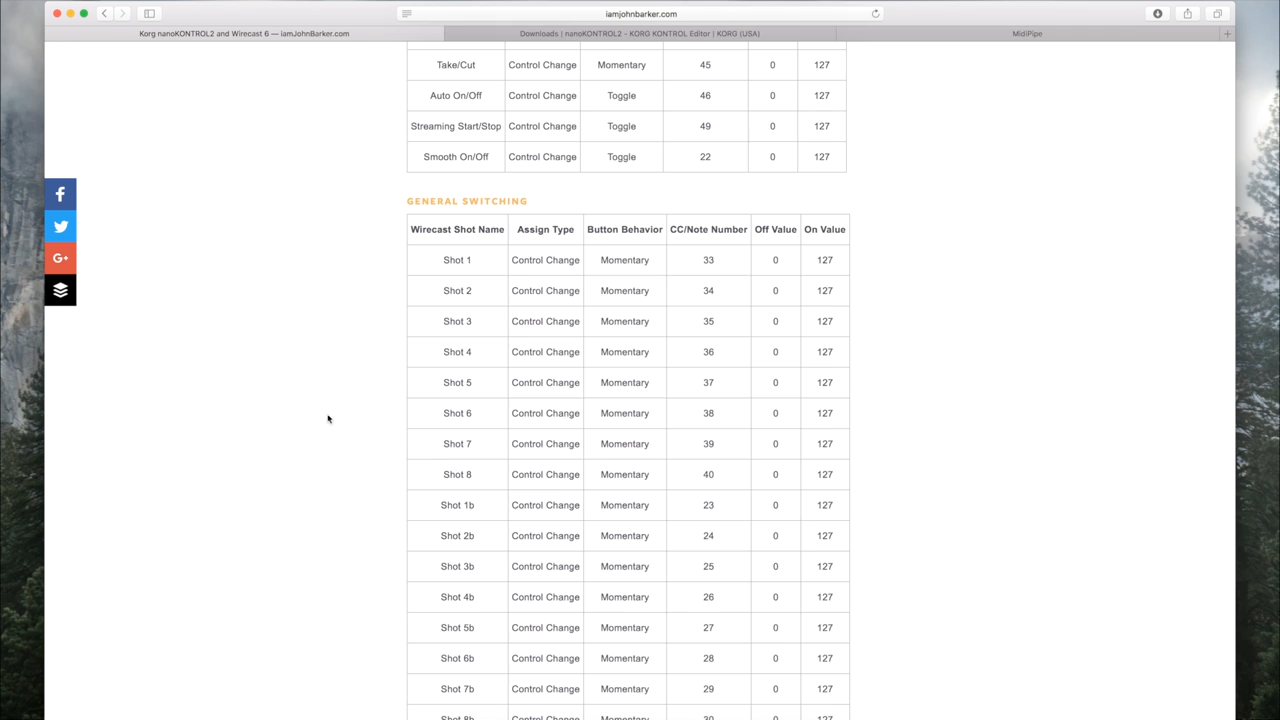 iamjohnbarker.com
Korg nanoKONTROL2 and Wirecast 6 — iamJohnBarker.com
Downloads | nanoKONTROL2 - KORG KONTROL Editor | KORG (USA)
MidiPipe
Take/Cut Control Change Momentary 45 0 127
Auto On/Off Control Change Toggle 46 0 127
Streaming Start/Stop Control Change Toggle 49 0 127
Smooth On/Off Control Change Toggle 22 0 127
GENERAL SWITCHING
Wirecast Shot Name Assign Type Button Behavior CC/Note Number Off Value On Value
Shot 1 Control Change Momentary 33 0 127
Shot 2 Control Change Momentary 34 0 127
Shot 3 Control Change Momentary 35 0 127
Shot 4 Control Change Momentary 36 0 127
Shot 5 Control Change Momentary 37 0 127
Shot 6 Control Change Momentary 38 0 127
Shot 7 Control Change Momentary 39 0 127
Shot 8 Control Change Momentary 40 0 127
Shot 1b Control Change Momentary 23 0 127
Shot 2b Control Change Momentary 24 0 127
Shot 3b Control Change Momentary 25 0 127
Shot 4b Control Change Momentary 26 0 127
Shot 5b Control Change Momentary 27 0 127
Shot 6b Control Change Momentary 28 0 127
Shot 7b Control Change Momentary 29 0 127
Shot 8b Control Change Momentary 30 0 127